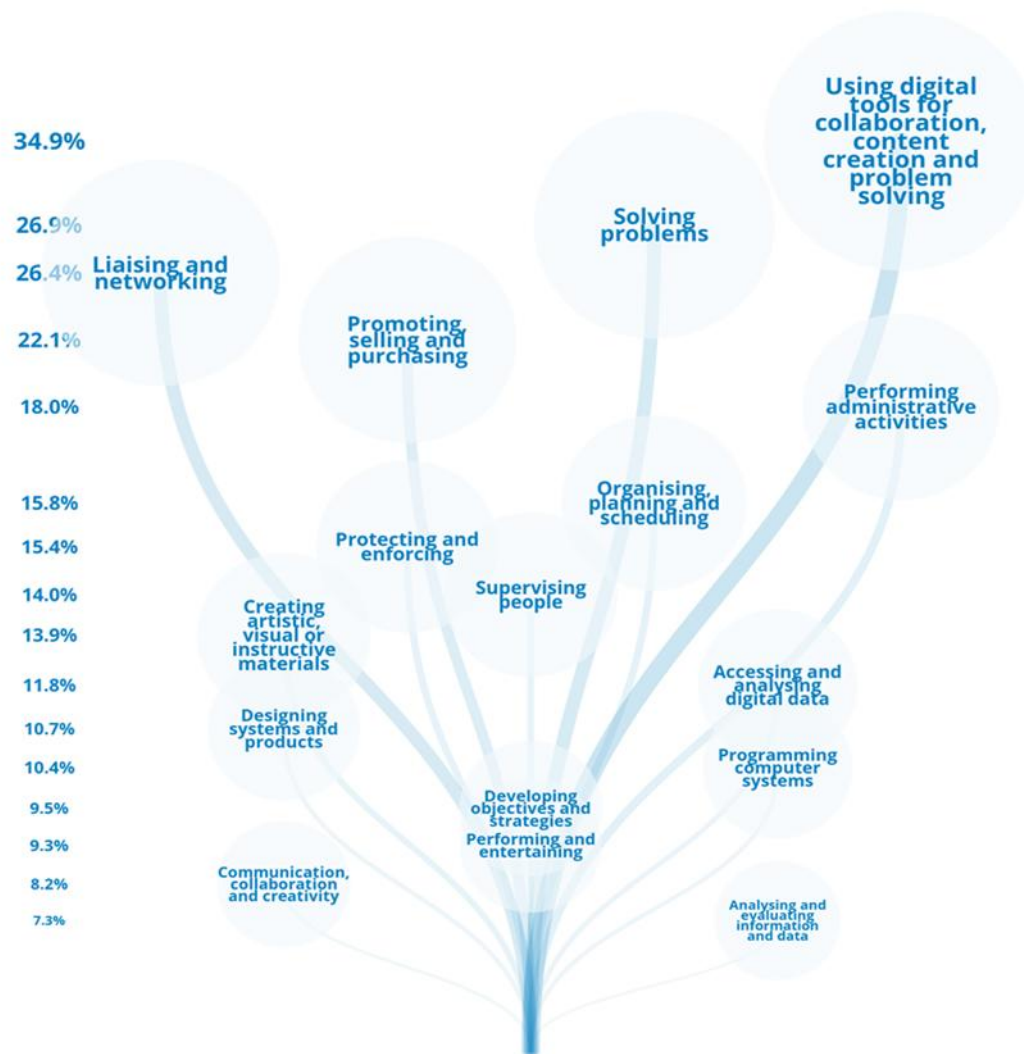 34.9%
Using digital
tools for
collaboration,
content
creation and
problem
solving
26.9%
Solving
problems
26.4%
Liaising and
networking
22.1%
Promoting,
selling and
purchasing
18.0%
Performing
administrative
activities
15.8%
Organising,
planning and
scheduling
15.4%
Protecting and
enforcing
14.0%
Supervising
people
13.9%
Creating
artistic,
visual or
instructive
materials
11.8%
Accessing and
analysing
digital data
10.7%
Designing
systems and
products
10.4%
Programming
computer
systems
9.5%
Developing
objectives and
strategies
9.3%
Performing and
entertaining
8.2%
Communication,
collaboration
and creativity
7.3%
Analysing and
evaluating
information
and data